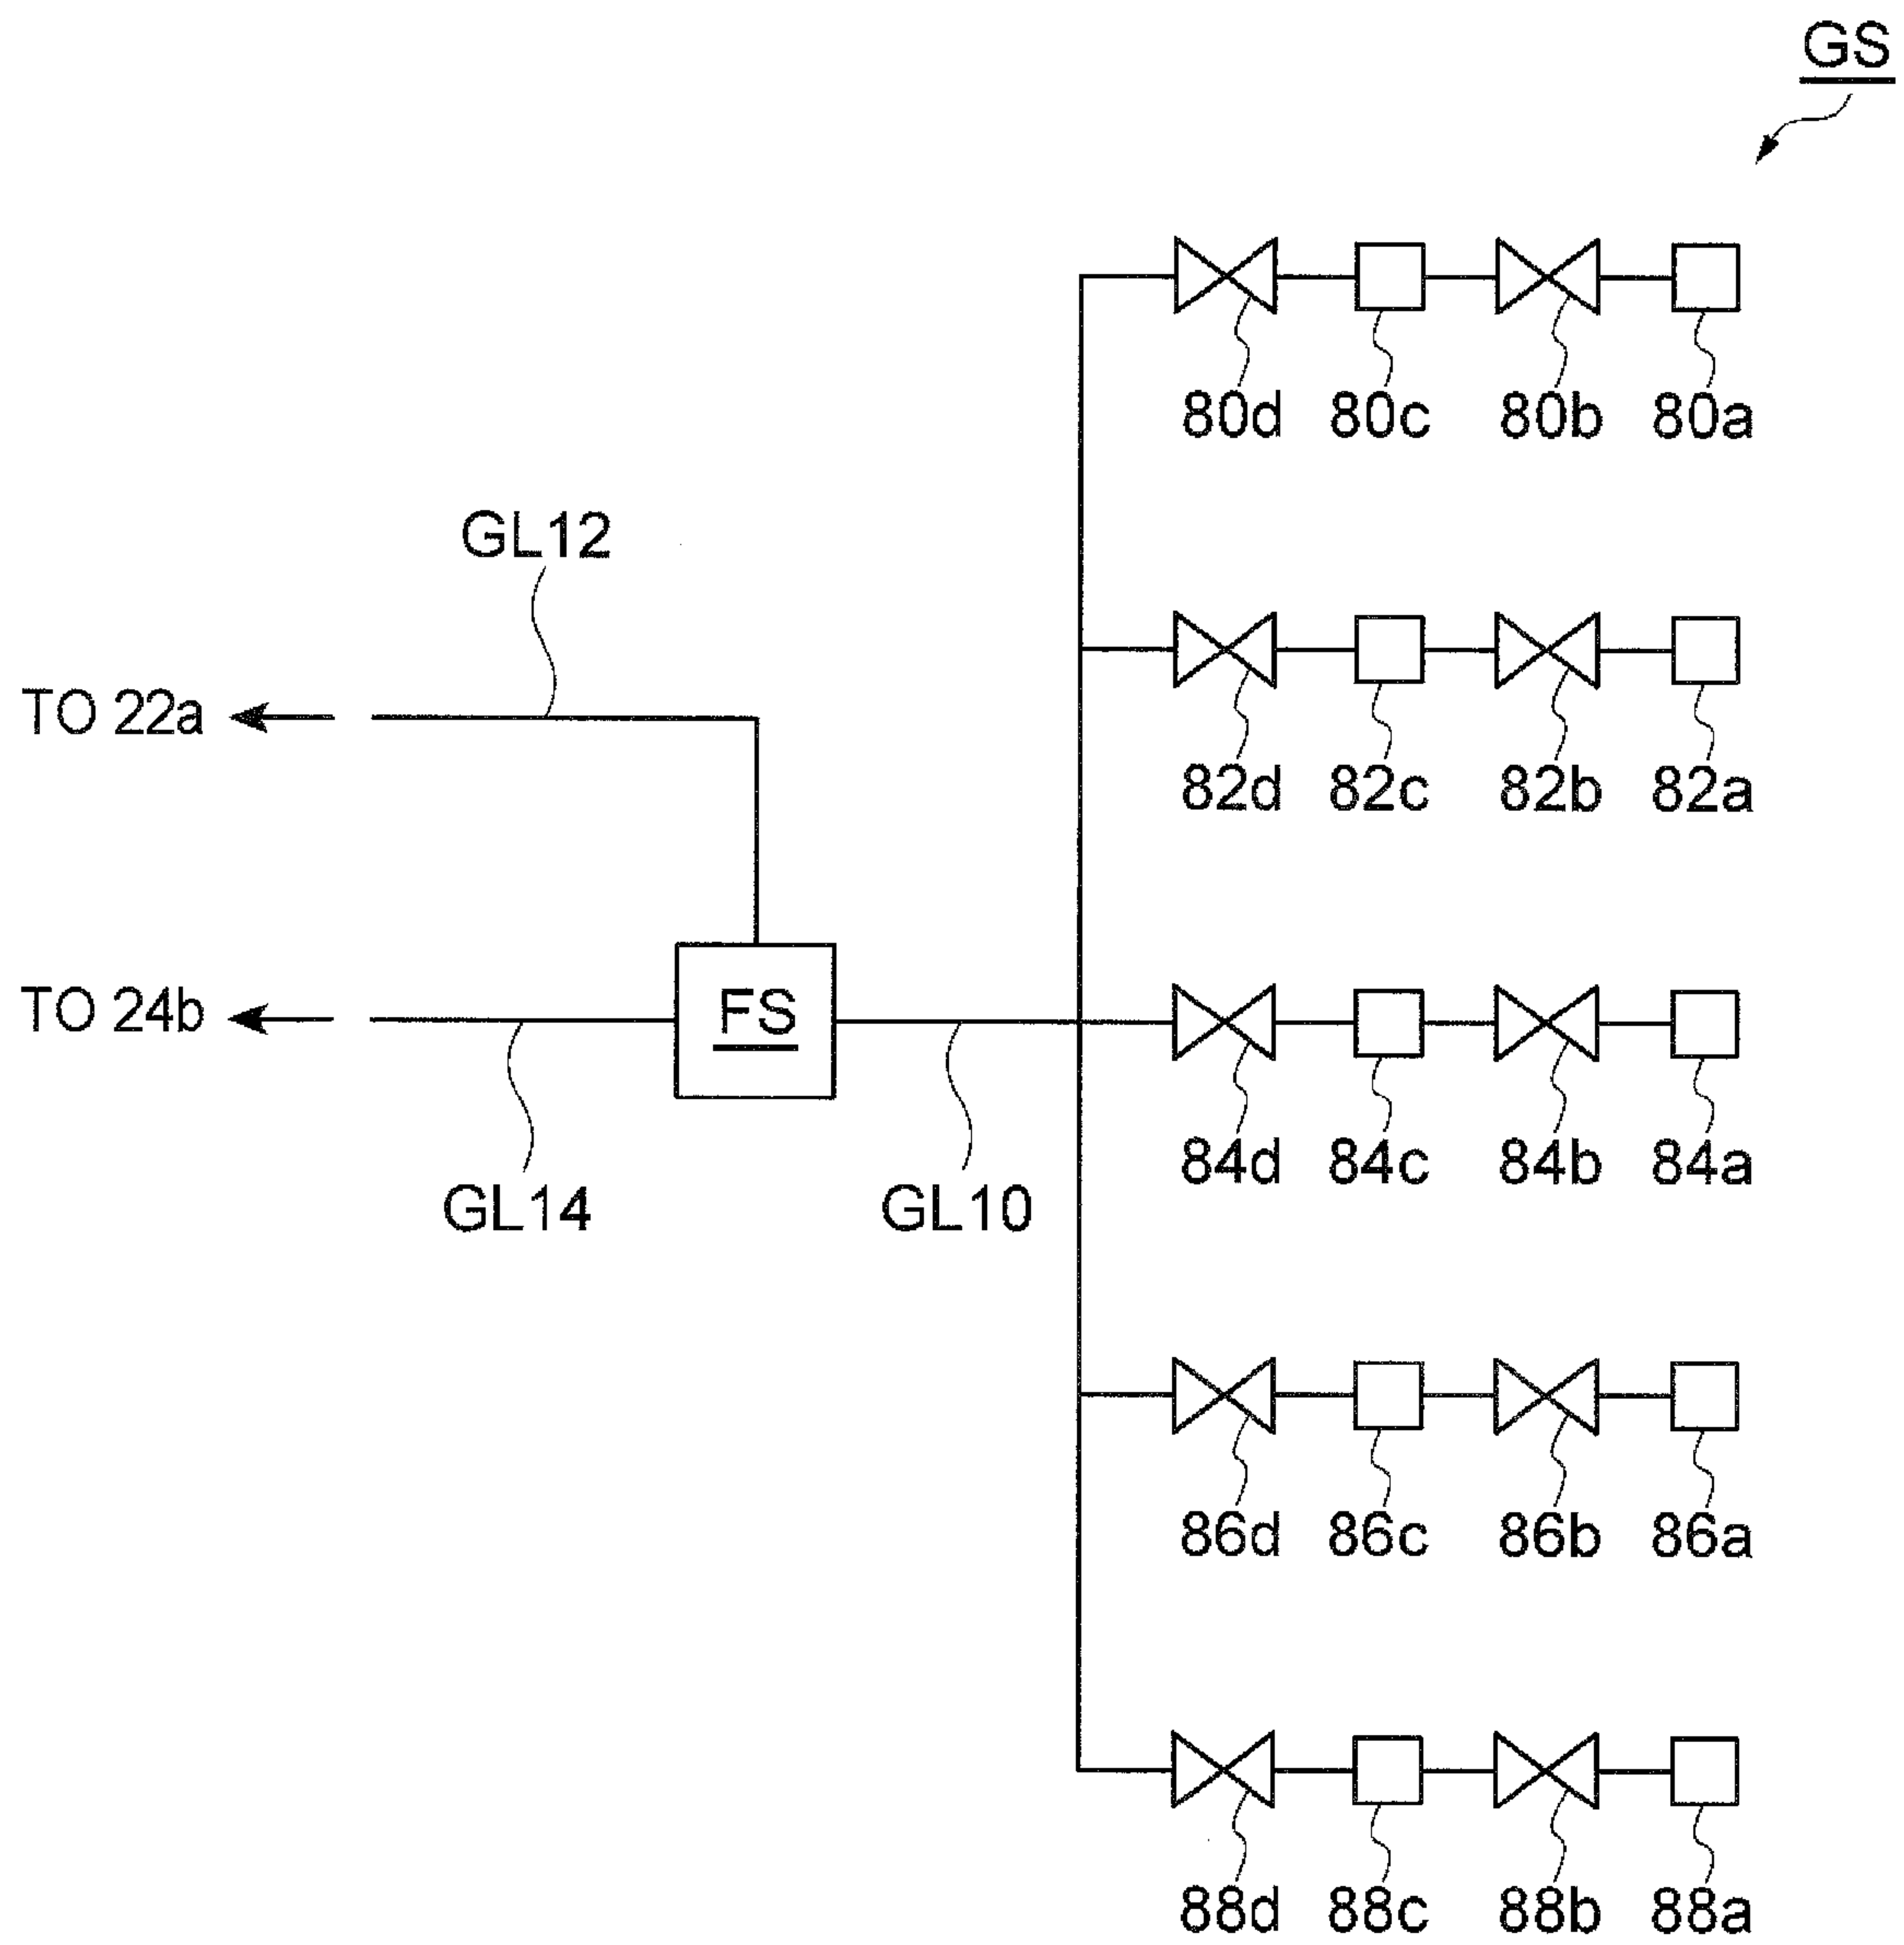 GS
80d 80c 80b 80a
GL12
TO 22a
82d 82c 82b 82a
TO 24b
FS
84d 84c 84b 84a
GL14
GL10
86d 86c 86b 86a
88d 88c 88b 88a